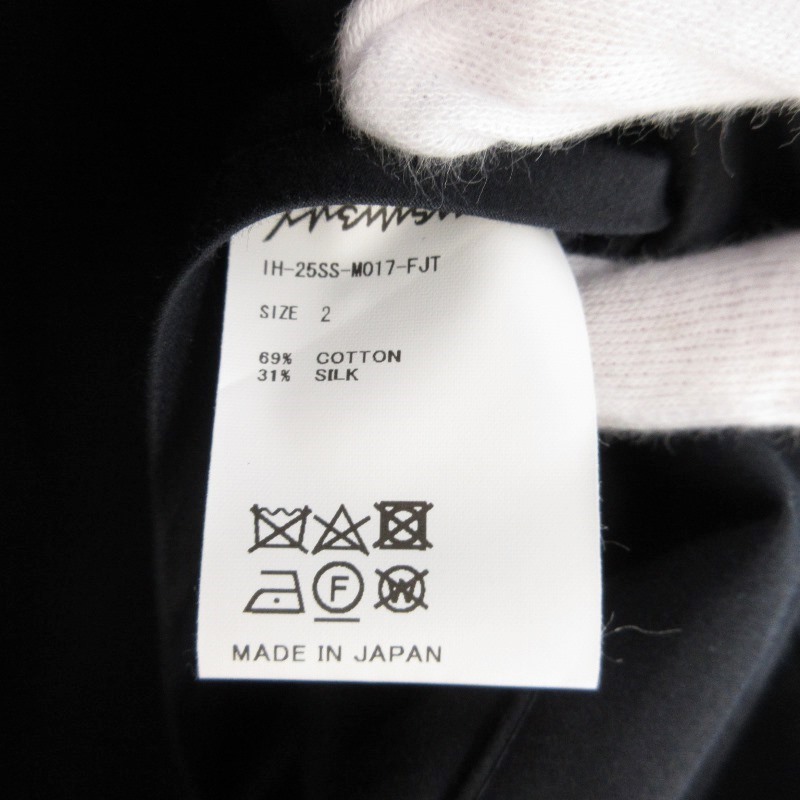 IH-25SS-M017-FJT
SIZE 2
69% COTTON
31% SILK
F W
MADE IN JAPAN